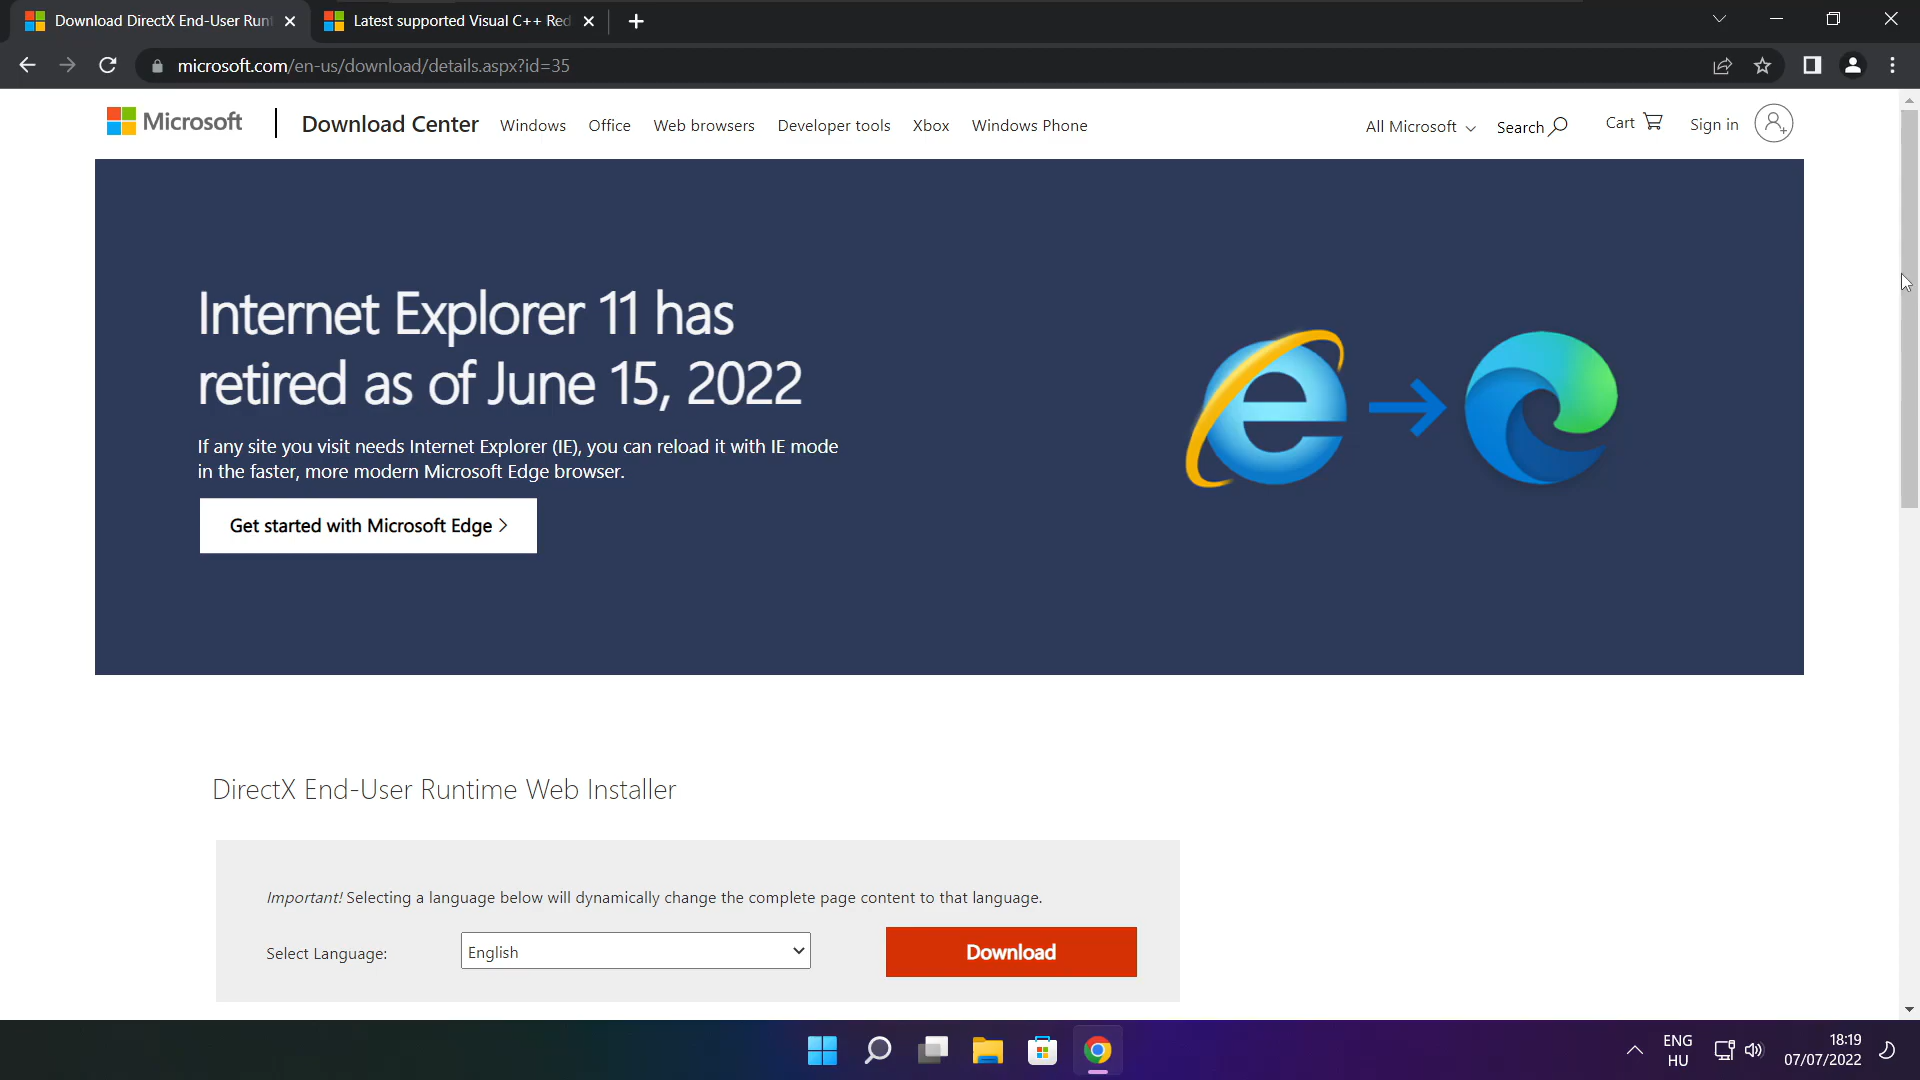 Download DirectX End-User Runt
Latest supported Visual C++ Red
microsoft.com/en-us/download/details.aspx?id=35
Microsoft
Download Center
Windows
Office
Web browsers
Developer tools
Xbox
Windows Phone
All Microsoft
Search
Cart
Sign in
Internet Explorer 11 has
retired as of June 15, 2022
If any site you visit needs Internet Explorer (IE), you can reload it with IE mode
in the faster, more modern Microsoft Edge browser.
Get started with Microsoft Edge >
DirectX End-User Runtime Web Installer
Important! Selecting a language below will dynamically change the complete page content to that language.
Select Language:
English
Download
ENG
HU
18:19
07/07/2022